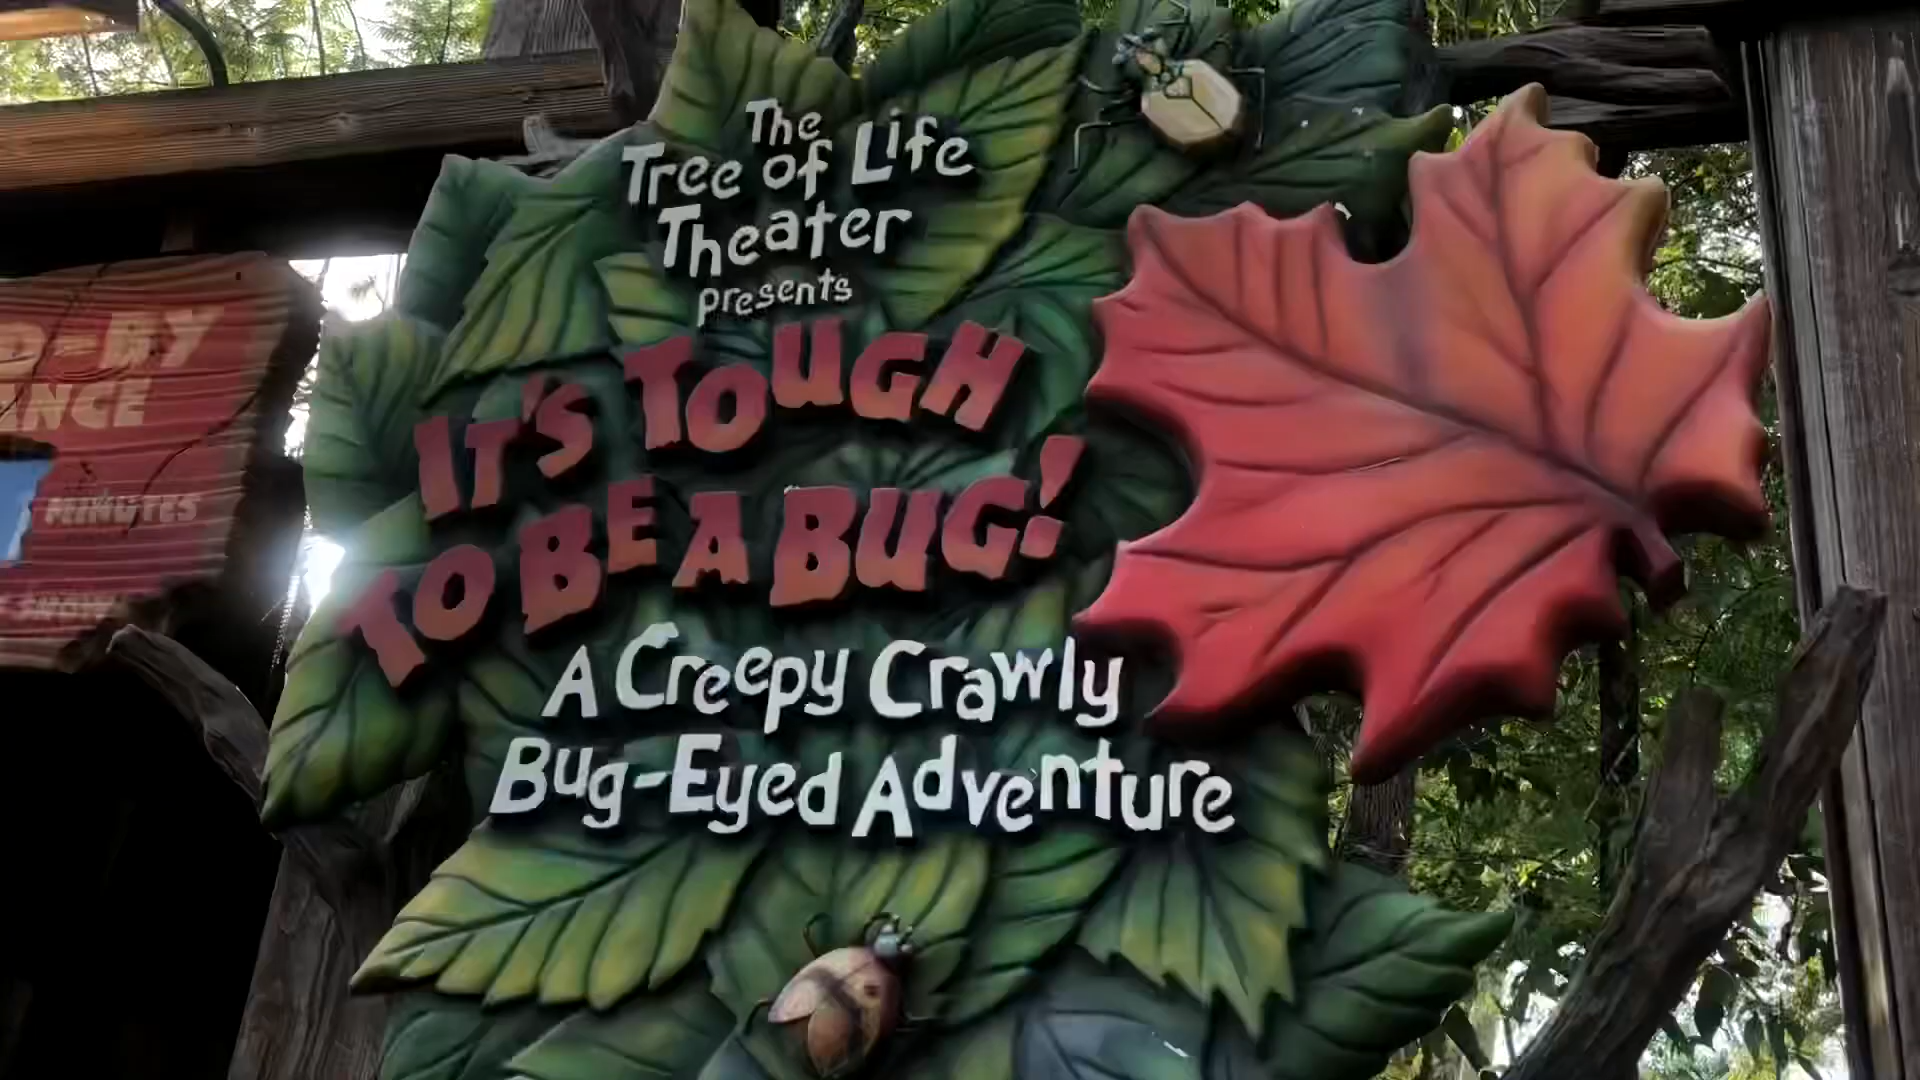 The
Tree of Life
Theater
presents
IT'S TOUGH
TO BE A BUG!
A Creepy Crawly
Bug-Eyed Adventure
MINUTES